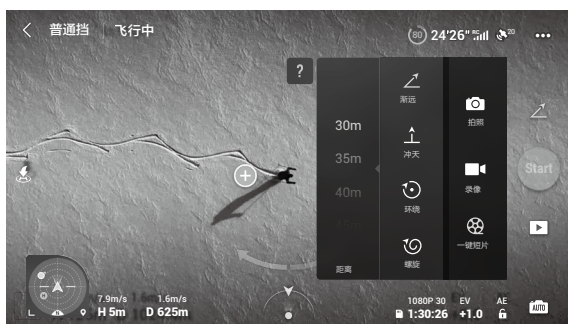 普通挡 飞行中
80 24'26" RC 20
?
30m
35m
40m
45m
距离
渐远
冲天
环绕
螺旋
拍照
录像
一键短片
Start
7.9m/s 1.6m/s
H 5m D 625m
1080P 30 EV AE
1:30:26 +1.0
AUTO